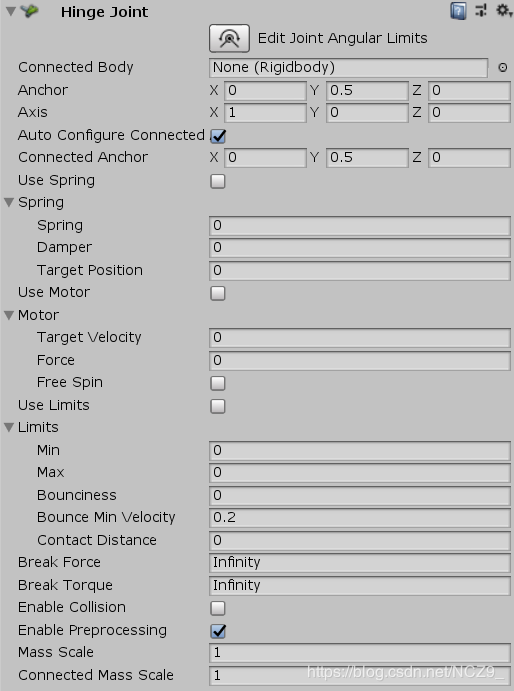 Hinge Joint
Edit Joint Angular Limits
Connected Body None (Rigidbody)
Anchor X 0 Y 0.5 Z 0
Axis X 1 Y 0 Z 0
Auto Configure Connected
Connected Anchor X 0 Y 0.5 Z 0
Use Spring
Spring
Spring 0
Damper 0
Target Position 0
Use Motor
Motor
Target Velocity 0
Force 0
Free Spin
Use Limits
Limits
Min 0
Max 0
Bounciness 0
Bounce Min Velocity 0.2
Contact Distance 0
Break Force Infinity
Break Torque Infinity
Enable Collision
Enable Preprocessing
Mass Scale 1
Connected Mass Scale 1
https://blog.csdn.net/NCZ9_